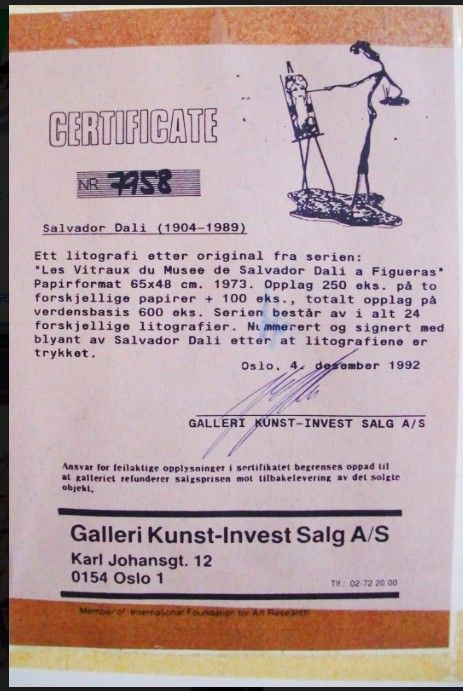 CERTIFICATE
NR. 7958
Salvador Dali (1904-1989)
Ett litografi etter original fra serien:
"Les Vitraux du Musee de Salvador Dali a Figueras"
Papirformat 65x48 cm. 1973. Opplag 250 eks. på to
forskjellige papirer + 100 eks., totalt opplag på
verdensbasis 600 eks. Serien består av i alt 24
forskjellige litografier. Nummerert og signert med
blyant av Salvador Dali etter at litografiene er
trykket.
Oslo, 4. desember 1992
GALLERI KUNST-INVEST SALG A/S
Ansvar for feilaktige opplysninger i sertifikatet begrenses oppad til
at galleriet refunderer salgsprisen mot tilbakelevering av det solgte
objekt.
Galleri Kunst-Invest Salg A/S
Karl Johansgt. 12
0154 Oslo 1
Tlf.: 02-72 20 00
Member of International Foundation for Art Research